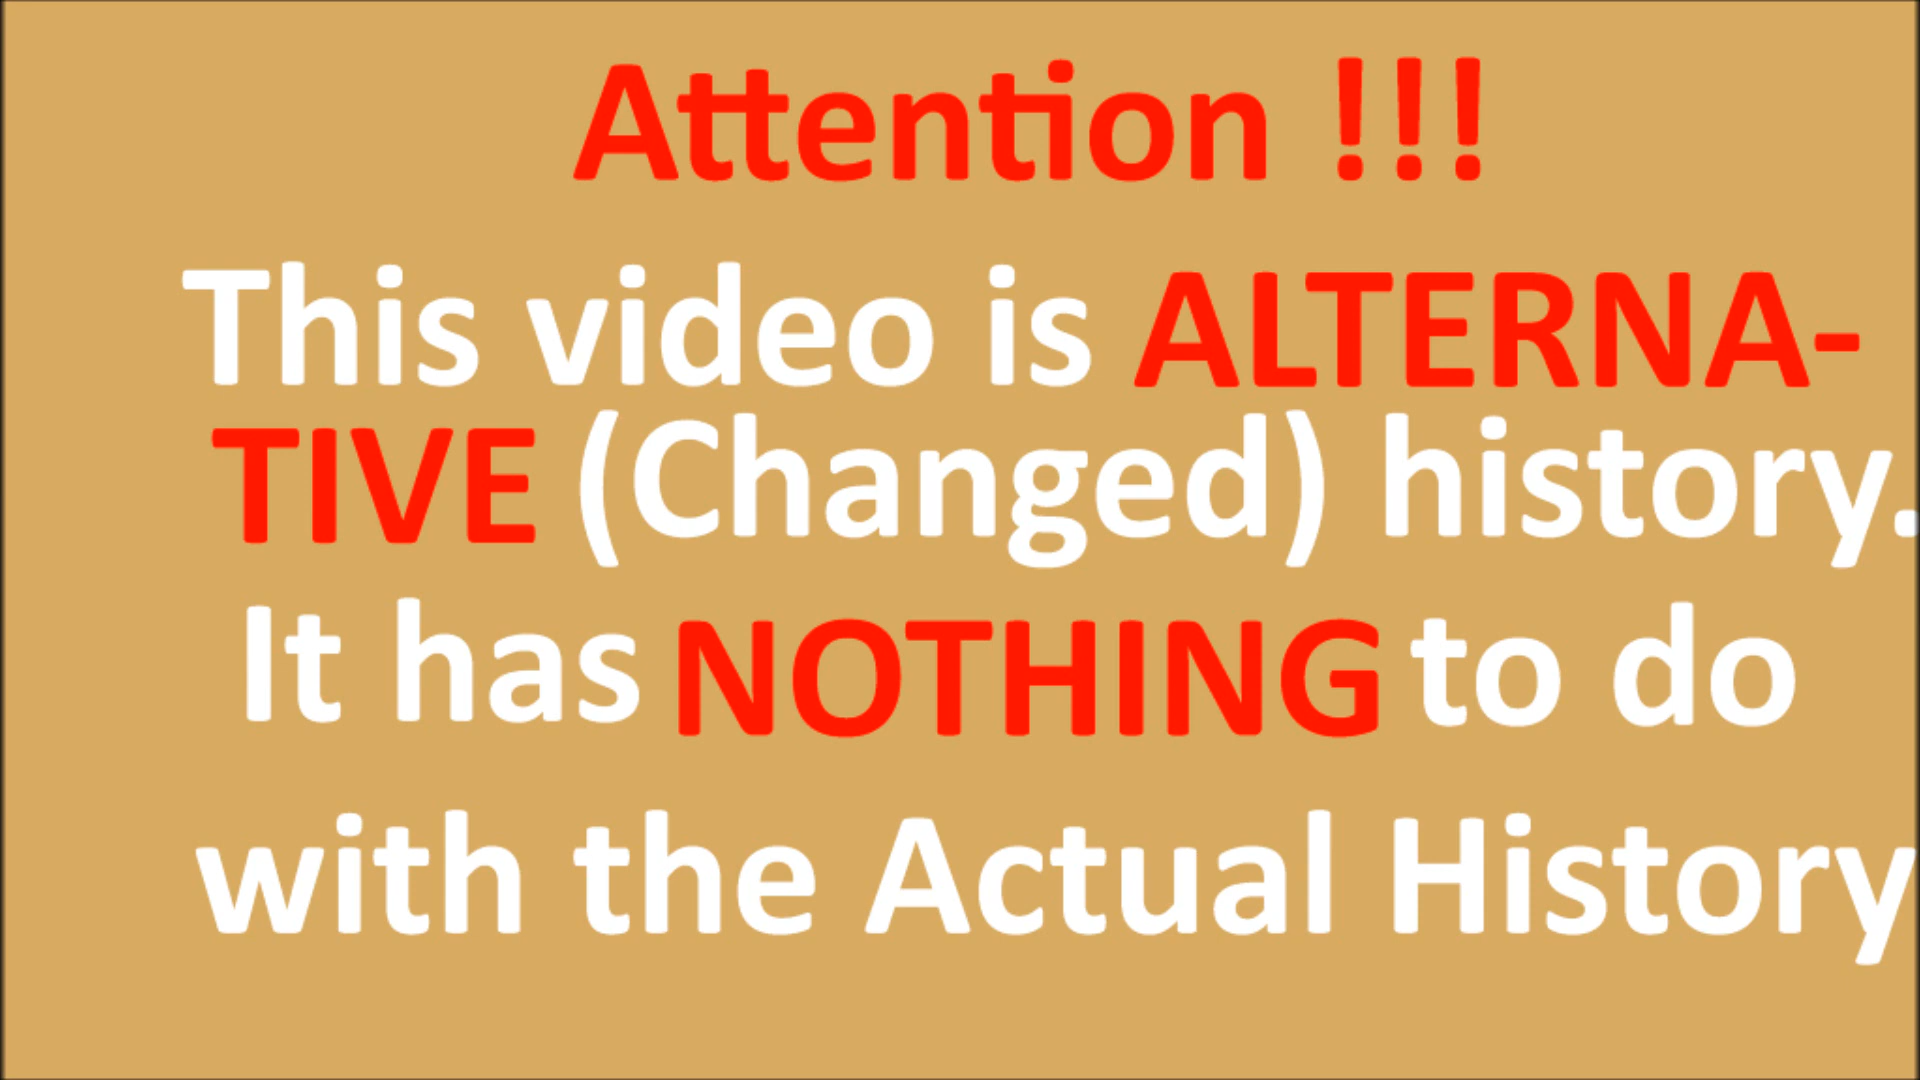 Attention !!!
This video is ALTERNA-
TIVE (Changed) history.
It has NOTHING to do
with the Actual History